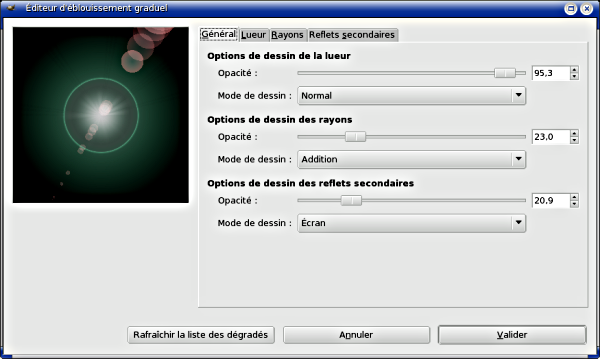 Éditeur d'éblouissement graduel
Général Lueur Rayons Reflets secondaires
Options de dessin de la lueur
Opacité : 95,3
Mode de dessin : Normal
Options de dessin des rayons
Opacité : 23,0
Mode de dessin : Addition
Options de dessin des reflets secondaires
Opacité : 20,9
Mode de dessin : Écran
Rafraîchir la liste des dégradés Annuler Valider